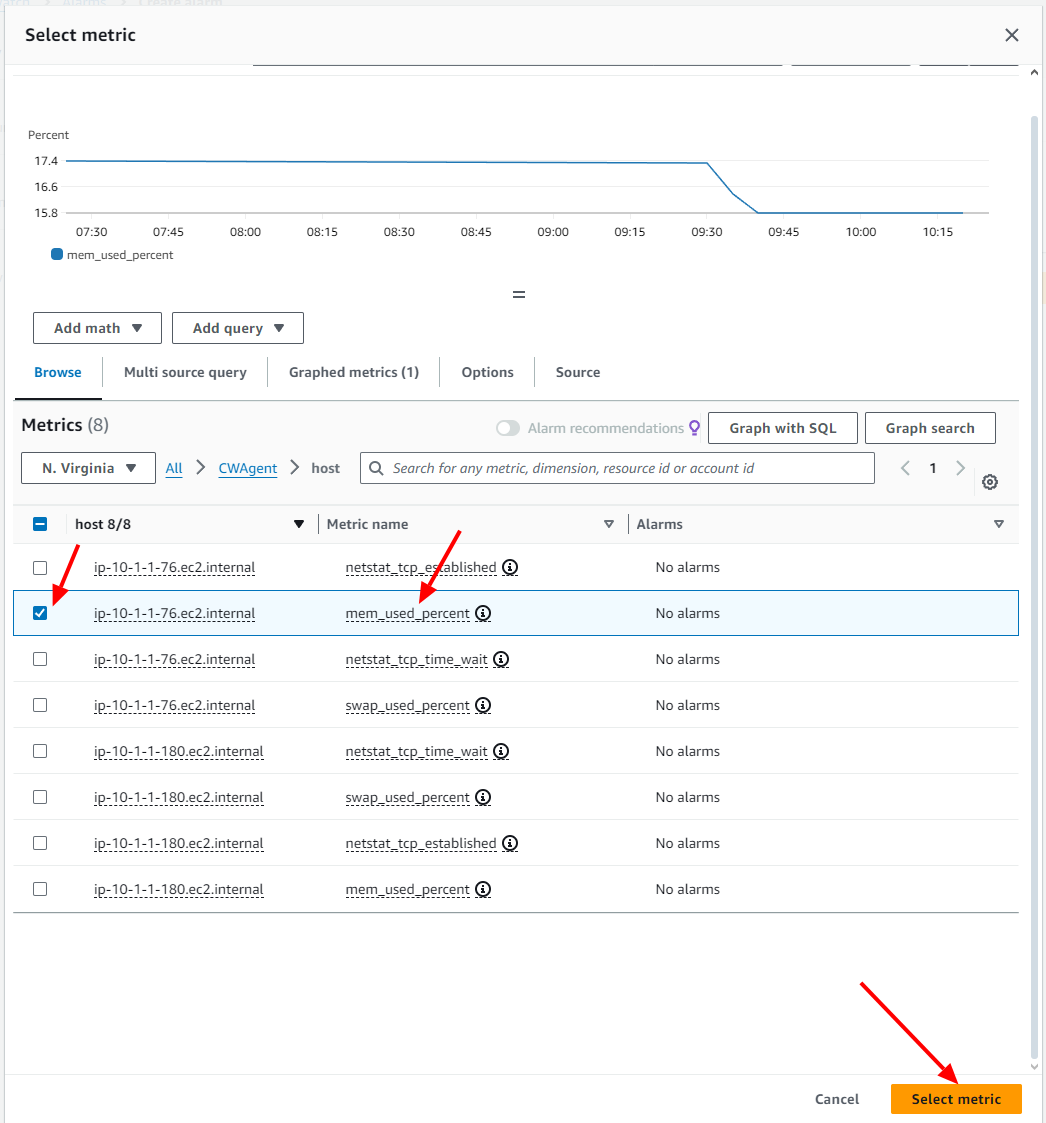 Alarms
Create alarm
Select metric
Percent
17.4
16.6
15.8
07:30 07:45 08:00 08:15 08:30 08:45 09:00 09:15 09:30 09:45 10:00 10:15
mem_used_percent
Add math
Add query
Browse
Multi source query
Graphed metrics (1)
Options
Source
Metrics (8)
Alarm recommendations
Graph with SQL
Graph search
N. Virginia
All
CWAgent
host
Search for any metric, dimension, resource id or account id
1
host 8/8 Metric name Alarms
ip-10-1-1-76.ec2.internal netstat_tcp_established No alarms
ip-10-1-1-76.ec2.internal mem_used_percent No alarms
ip-10-1-1-76.ec2.internal netstat_tcp_time_wait No alarms
ip-10-1-1-76.ec2.internal swap_used_percent No alarms
ip-10-1-1-180.ec2.internal netstat_tcp_time_wait No alarms
ip-10-1-1-180.ec2.internal swap_used_percent No alarms
ip-10-1-1-180.ec2.internal netstat_tcp_established No alarms
ip-10-1-1-180.ec2.internal mem_used_percent No alarms
Cancel
Select metric